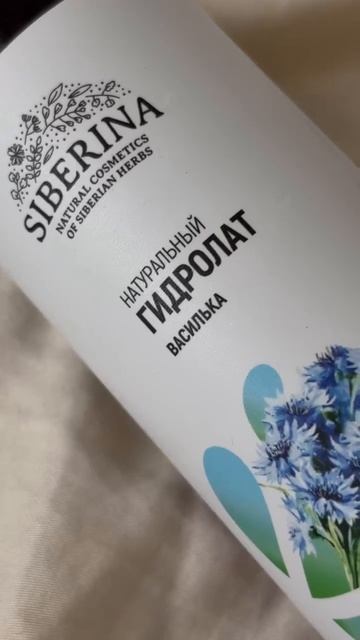 SIBERINA
NATURAL COSMETICS
OF SIBERIAN HERBS
НАТУРАЛЬНЫЙ
ГИДРОЛАТ
ВАСИЛЬКА